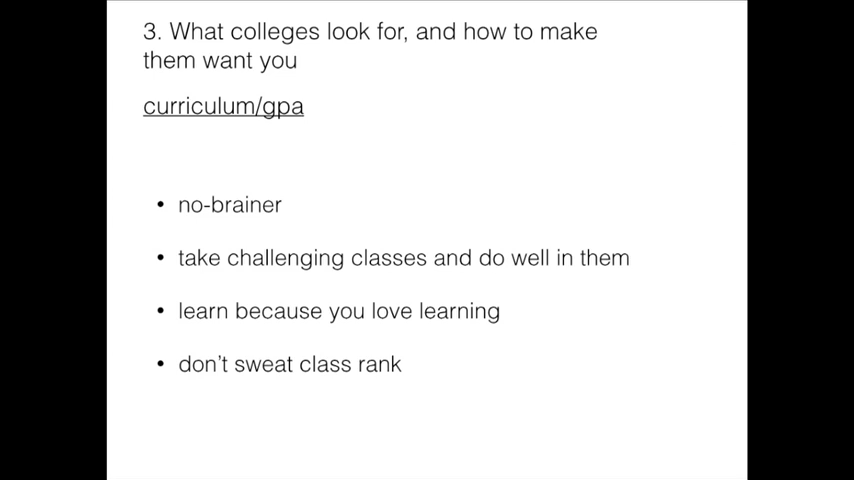 3. What colleges look for, and how to make
them want you
curriculum/gpa
• no-brainer
• take challenging classes and do well in them
• learn because you love learning
• don't sweat class rank